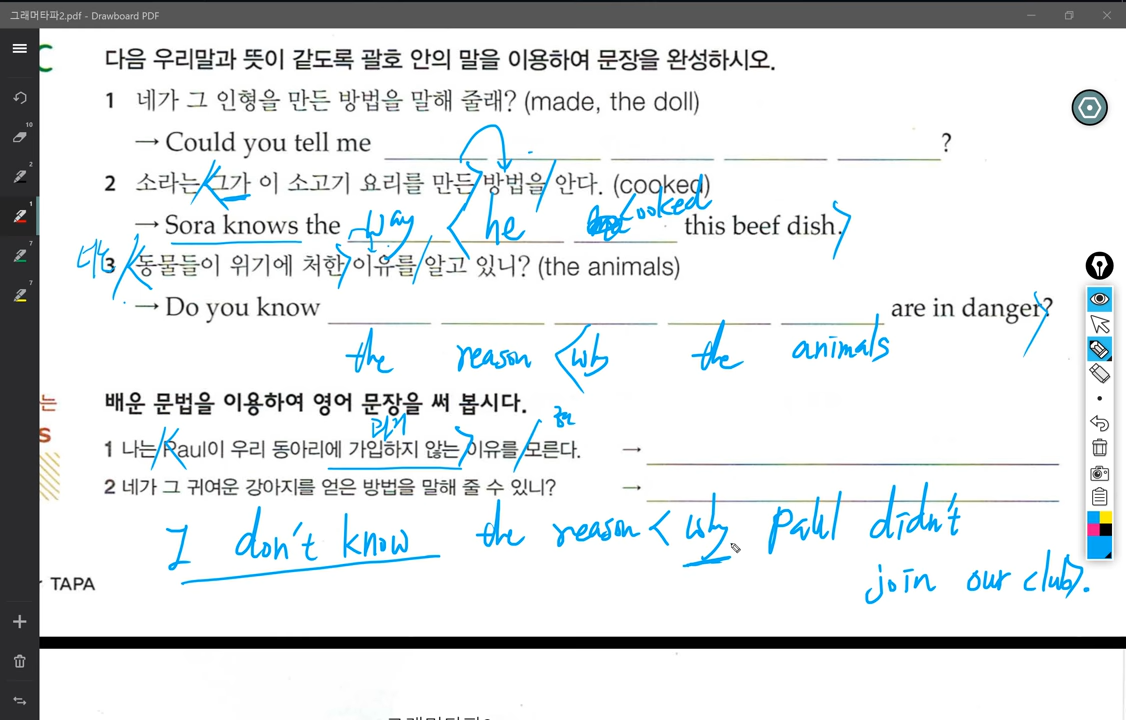 그래머타파2.pdf - Drawboard PDF
C 다음 우리말과 뜻이 같도록 괄호 안의 말을 이용하여 문장을 완성하시오.
1 네가 그 인형을 만든 방법을 말해 줄래? (made, the doll)
→ Could you tell me ?
2 소라는 그가 이 소고기 요리를 만든 방법을 안다. (cooked)
→ Sora knows the way < he cooked this beef dish. >
3 동물들이 위기에 처한 이유를 알고 있니? (the animals)
→ Do you know are in danger?
the reason < why the animals
는 배운 문법을 이용하여 영어 문장을 써 봅시다.
s
1 나는 Paul이 우리 동아리에 가입하지 않는 이유를 모른다. →
2 네가 그 귀여운 강아지를 얻은 방법을 말해 줄 수 있니? →
I don't know the reason < why Paul didn't
join our club>.
TAPA
10
2
2
1
7
7